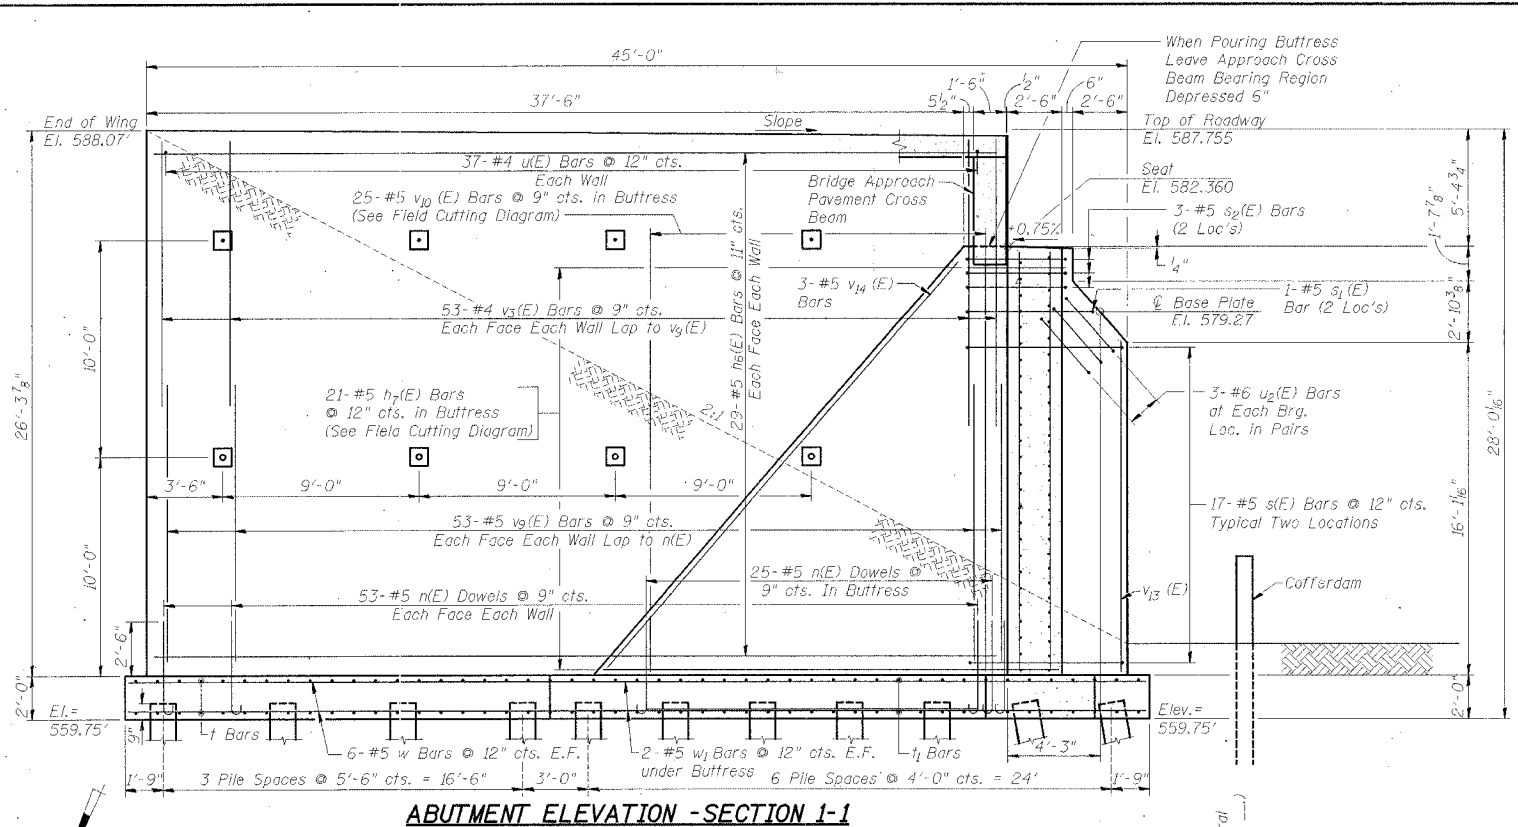 45'-0"
When Pouring Buttress
Leave Approach Cross
Beam Bearing Region
Depressed 6"
37'-6"
5½"
1'-6"
½"
2'-6"
6"
2'-6"
End of Wing
El. 588.07'
Slope
Top of Roadway
El. 587.755
37-#4 u(E) Bars @ 12" cts.
Each Wall
25-#5 v10 (E) Bars @ 9" cts. in Buttress
(See Field Cutting Diagram)
Bridge Approach
Pavement Cross
Beam
Seat
El. 582.360
+0.75%
3-#5 s2(E) Bars
(2 Loc's)
5'-4¾"
1'-7⅞"
¼"
29-#5 h6(E) Bars @ 11" cts.
Each Face Each Wall
3-#5 v14 (E)
Bars
1-#5 s1(E)
Bar (2 Loc's)
℄ Base Plate
El. 579.27
2'-10⅜"
53-#4 v3(E) Bars @ 9" cts.
Each Face Each Wall Lap to v9(E)
10'-0"
26'-3⅞"
21-#5 h7(E) Bars
@ 12" cts. in Buttress
(See Field Cutting Diagram)
2:1
3-#6 u2(E) Bars
at Each Brg.
Loc. in Pairs
28'-0 1/16"
3'-6"
9'-0"
9'-0"
9'-0"
17-#5 s(E) Bars @ 12" cts.
Typical Two Locations
16'-1 1/16"
53-#5 v9(E) Bars @ 9" cts.
Each Face Each Wall Lap to n(E)
10'-0"
25-#5 n(E) Dowels @
9" cts. In Buttress
Cofferdam
53-#5 n(E) Dowels @ 9" cts.
Each Face Each Wall
v13 (E)
2'-6"
2'-0"
El.=
559.75'
9"
t Bars
6-#5 w Bars @ 12" cts. E.F.
2-#5 w1 Bars @ 12" cts. E.F.
under Buttress
t1 Bars
4'-3"
Elev.=
559.75'
2'-0"
1'-9"
3 Pile Spaces @ 5'-6" cts. = 16'-6"
3'-0"
6 Pile Spaces @ 4'-0" cts. = 24'
1'-9"
ABUTMENT ELEVATION - SECTION 1-1